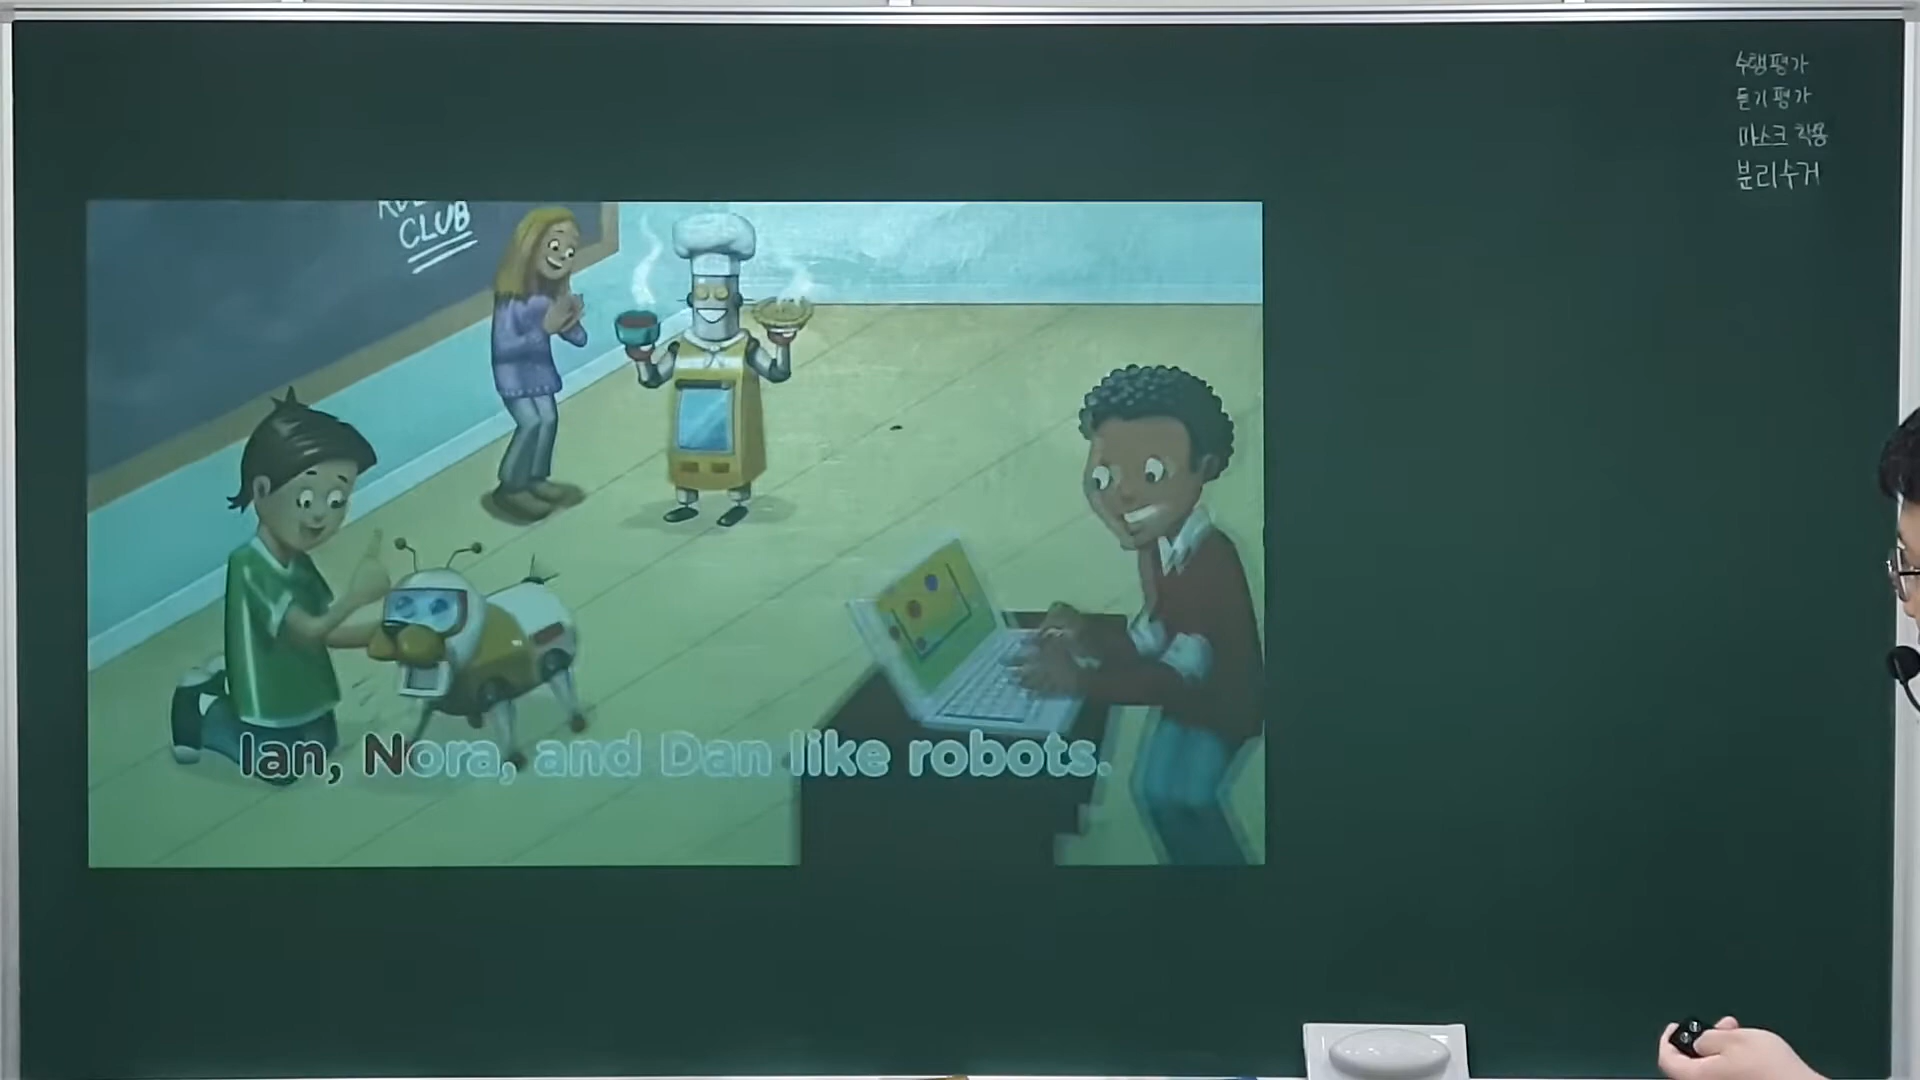 수행평가
듣기평가
마스크 착용
분리수거
CLUB
Ian, Nora, and Dan like robots.